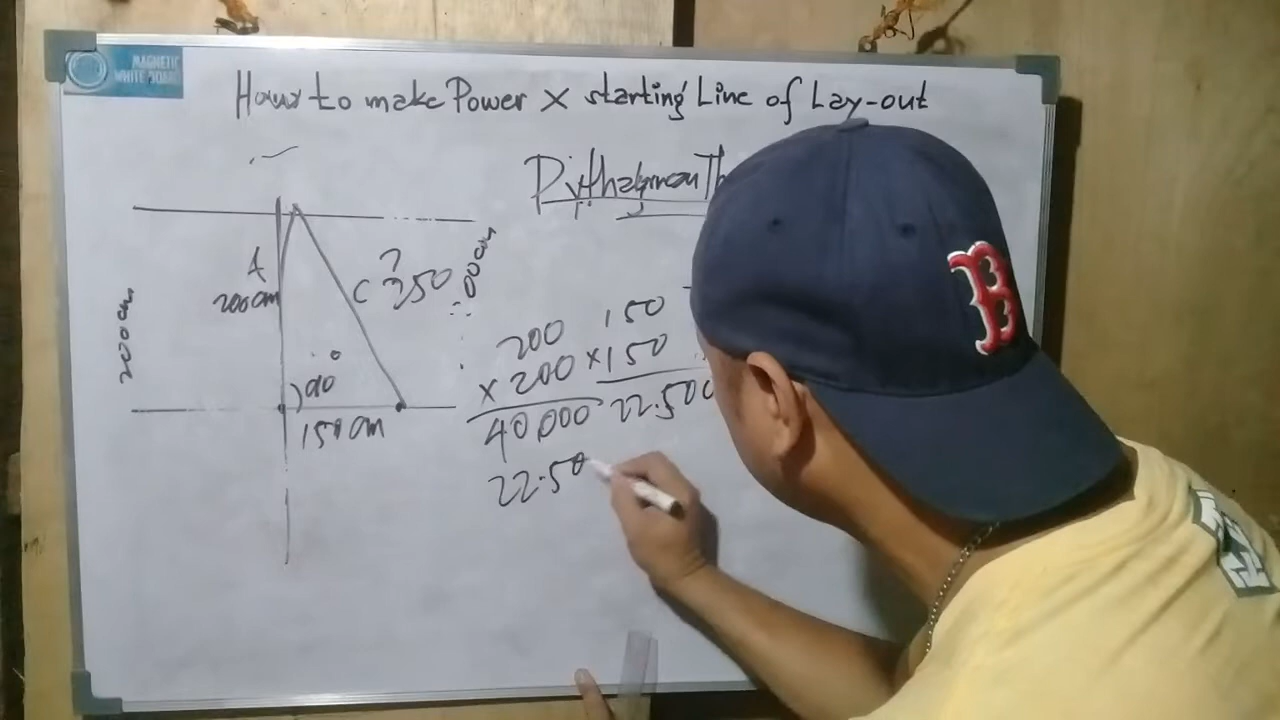 MAGNETIC
WHITE BOARD
How to make Power X starting Line of Lay-out
Pythagorean Th
A
200cm
C
?
250
00cm
200cm
90°
150cm
200
x 200
40,000
150
x150
22.500
22.50
B